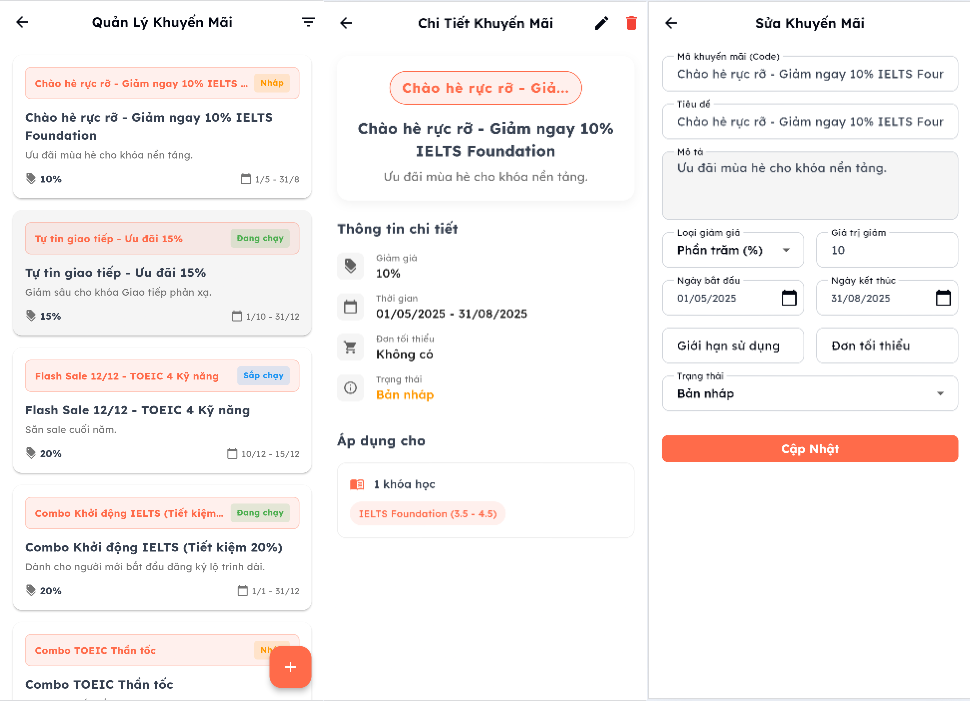 Quản Lý Khuyến Mãi
Chào hè rực rỡ - Giảm ngay 10% IELTS ...
Nháp
Chào hè rực rỡ - Giảm ngay 10% IELTS
Foundation
Ưu đãi mùa hè cho khóa nền tảng.
10%
1/5 - 31/8
Tự tin giao tiếp - Ưu đãi 15%
Đang chạy
Tự tin giao tiếp - Ưu đãi 15%
Giảm sâu cho khóa Giao tiếp phản xạ.
15%
1/10 - 31/12
Flash Sale 12/12 - TOEIC 4 Kỹ năng
Sắp chạy
Flash Sale 12/12 - TOEIC 4 Kỹ năng
Săn sale cuối năm.
20%
10/12 - 15/12
Combo Khởi động IELTS (Tiết kiệm...
Đang chạy
Combo Khởi động IELTS (Tiết kiệm 20%)
Dành cho người mới bắt đầu đăng ký lộ trình dài.
20%
1/1 - 31/12
Combo TOEIC Thần tốc
Combo TOEIC Thần tốc
Chi Tiết Khuyến Mãi
Chào hè rực rỡ - Giả...
Chào hè rực rỡ - Giảm ngay 10%
IELTS Foundation
Ưu đãi mùa hè cho khóa nền tảng.
Thông tin chi tiết
Giảm giá
10%
Thời gian
01/05/2025 - 31/08/2025
Đơn tối thiểu
Không có
Trạng thái
Bản nháp
Áp dụng cho
1 khóa học
IELTS Foundation (3.5 - 4.5)
Sửa Khuyến Mãi
Mã khuyến mãi (Code)
Chào hè rực rỡ - Giảm ngay 10% IELTS Four
Tiêu đề
Chào hè rực rỡ - Giảm ngay 10% IELTS Four
Mô tả
Ưu đãi mùa hè cho khóa nền tảng.
Loại giảm giá
Phần trăm (%)
Giá trị giảm
10
Ngày bắt đầu
01/05/2025
Ngày kết thúc
31/08/2025
Giới hạn sử dụng
Đơn tối thiểu
Trạng thái
Bản nháp
Cập Nhật